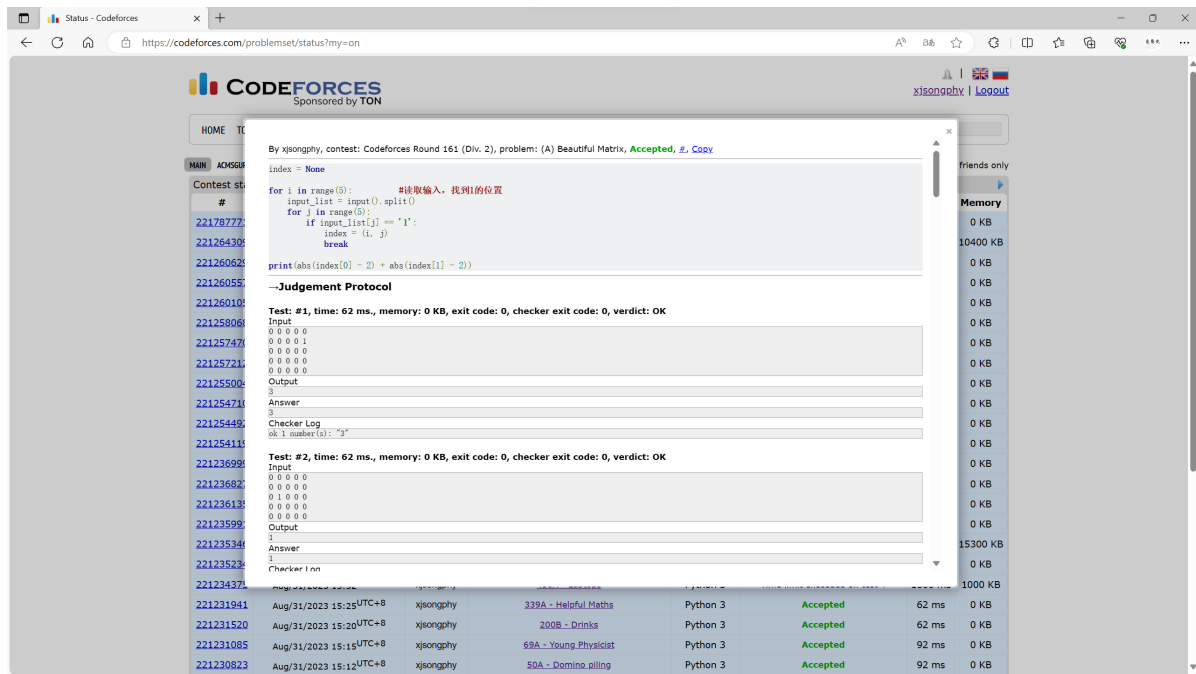 Status - Codeforces
https://codeforces.com/problemset/status?my=on
CODEFORCES
Sponsored by TON
xjsongphy | Logout
HOME
MAIN
friends only
By xjsongphy, contest: Codeforces Round 161 (Div. 2), problem: (A) Beautiful Matrix, Accepted, #, Copy
index = None
for i in range(5): #读取输入，找到1的位置
input_list = input().split()
for j in range(5):
if input_list[j] == '1':
index = (i, j)
break
print(abs(index[0] - 2) + abs(index[1] - 2))
→Judgement Protocol
Test: #1, time: 62 ms., memory: 0 KB, exit code: 0, checker exit code: 0, verdict: OK
Input
0 0 0 0 0
0 0 0 0 1
0 0 0 0 0
0 0 0 0 0
0 0 0 0 0
Output
3
Answer
3
Checker Log
ok 1 number(s): "3"
Test: #2, time: 62 ms., memory: 0 KB, exit code: 0, checker exit code: 0, verdict: OK
Input
0 0 0 0 0
0 0 0 0 0
0 1 0 0 0
0 0 0 0 0
0 0 0 0 0
Output
1
Answer
1
Checker Log
Contest
# Memory
0 KB
10400 KB
0 KB
0 KB
0 KB
0 KB
0 KB
0 KB
0 KB
0 KB
0 KB
0 KB
0 KB
0 KB
0 KB
0 KB
15300 KB
0 KB
221234375 1000 KB
221231941 Aug/31/2023 15:25UTC+8 xjsongphy 339A - Helpful Maths Python 3 Accepted 62 ms 0 KB
221231520 Aug/31/2023 15:20UTC+8 xjsongphy 200B - Drinks Python 3 Accepted 62 ms 0 KB
221231085 Aug/31/2023 15:15UTC+8 xjsongphy 69A - Young Physicist Python 3 Accepted 92 ms 0 KB
221230823 Aug/31/2023 15:12UTC+8 xjsongphy 50A - Domino piling Python 3 Accepted 92 ms 0 KB